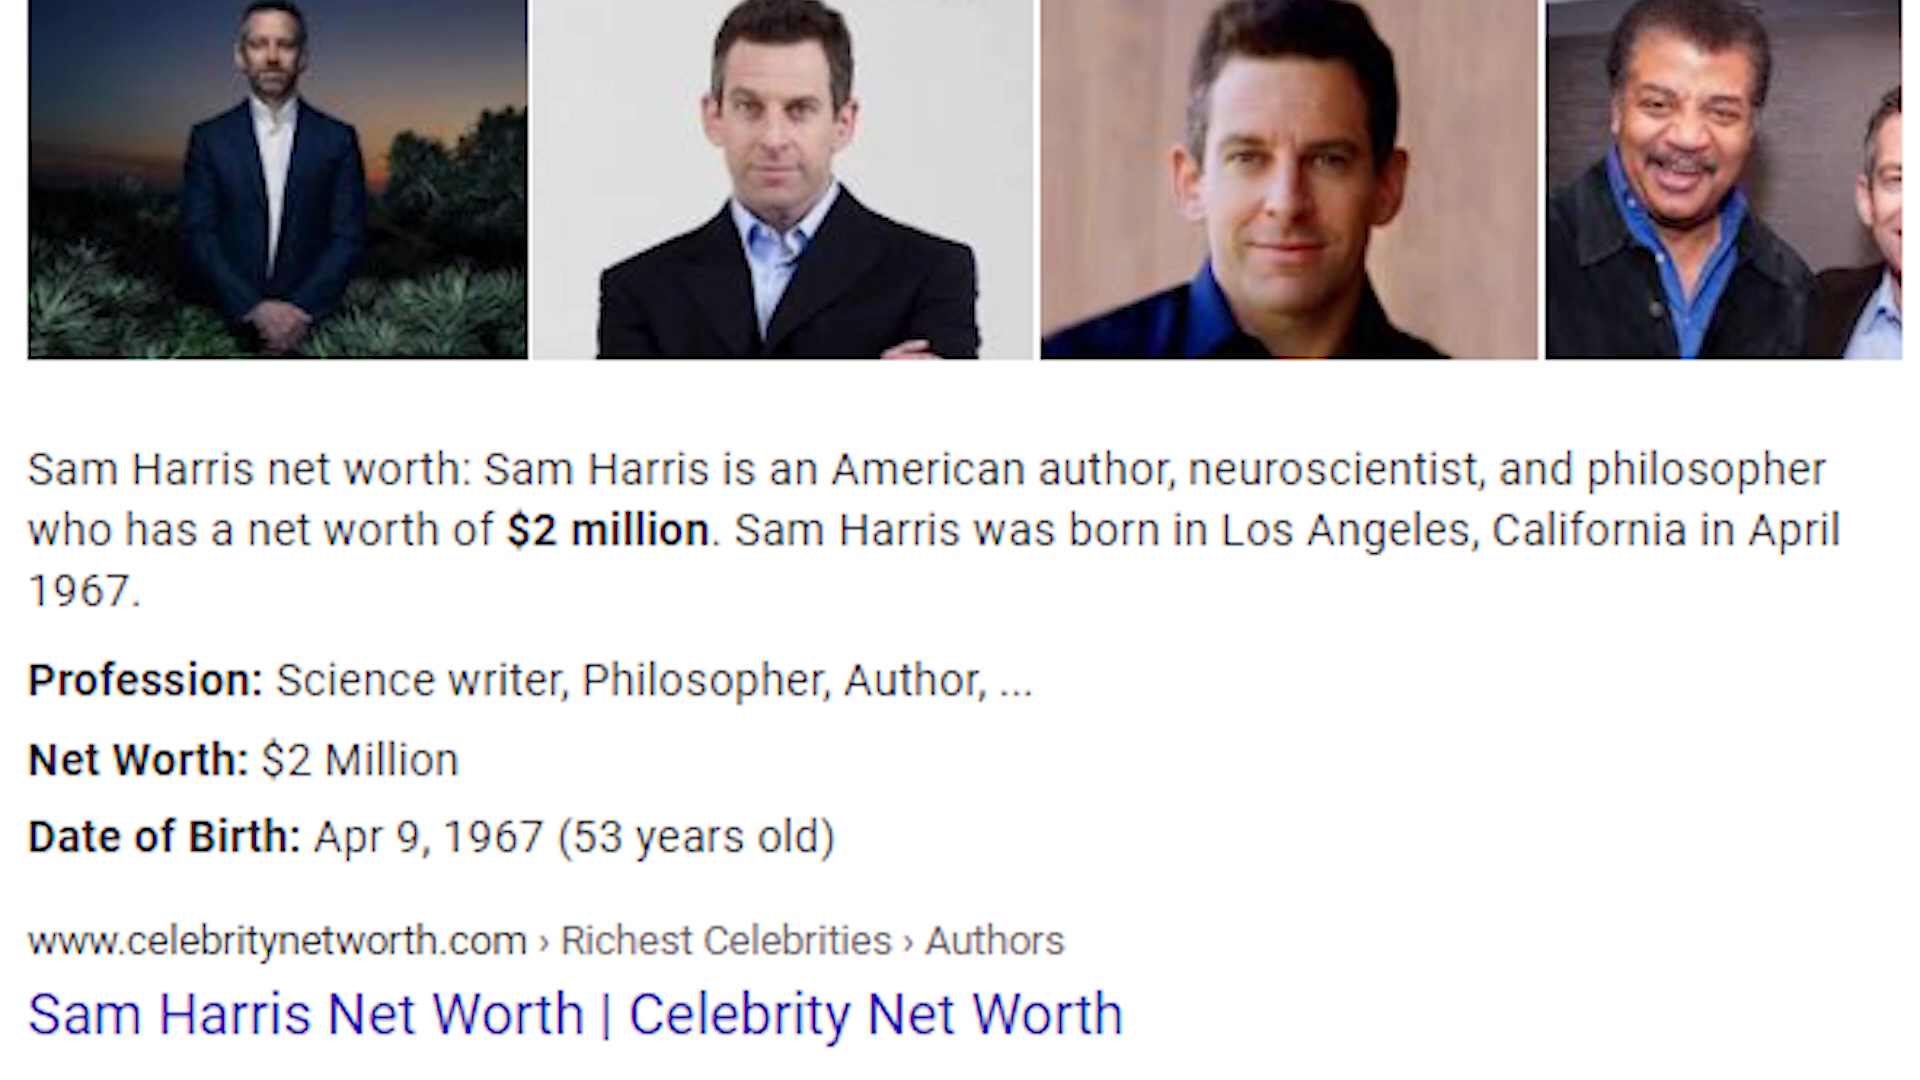 Sam Harris net worth: Sam Harris is an American author, neuroscientist, and philosopher
who has a net worth of $2 million. Sam Harris was born in Los Angeles, California in April
1967.
Profession: Science writer, Philosopher, Author, ...
Net Worth: $2 Million
Date of Birth: Apr 9, 1967 (53 years old)
www.celebritynetworth.com › Richest Celebrities › Authors
Sam Harris Net Worth | Celebrity Net Worth